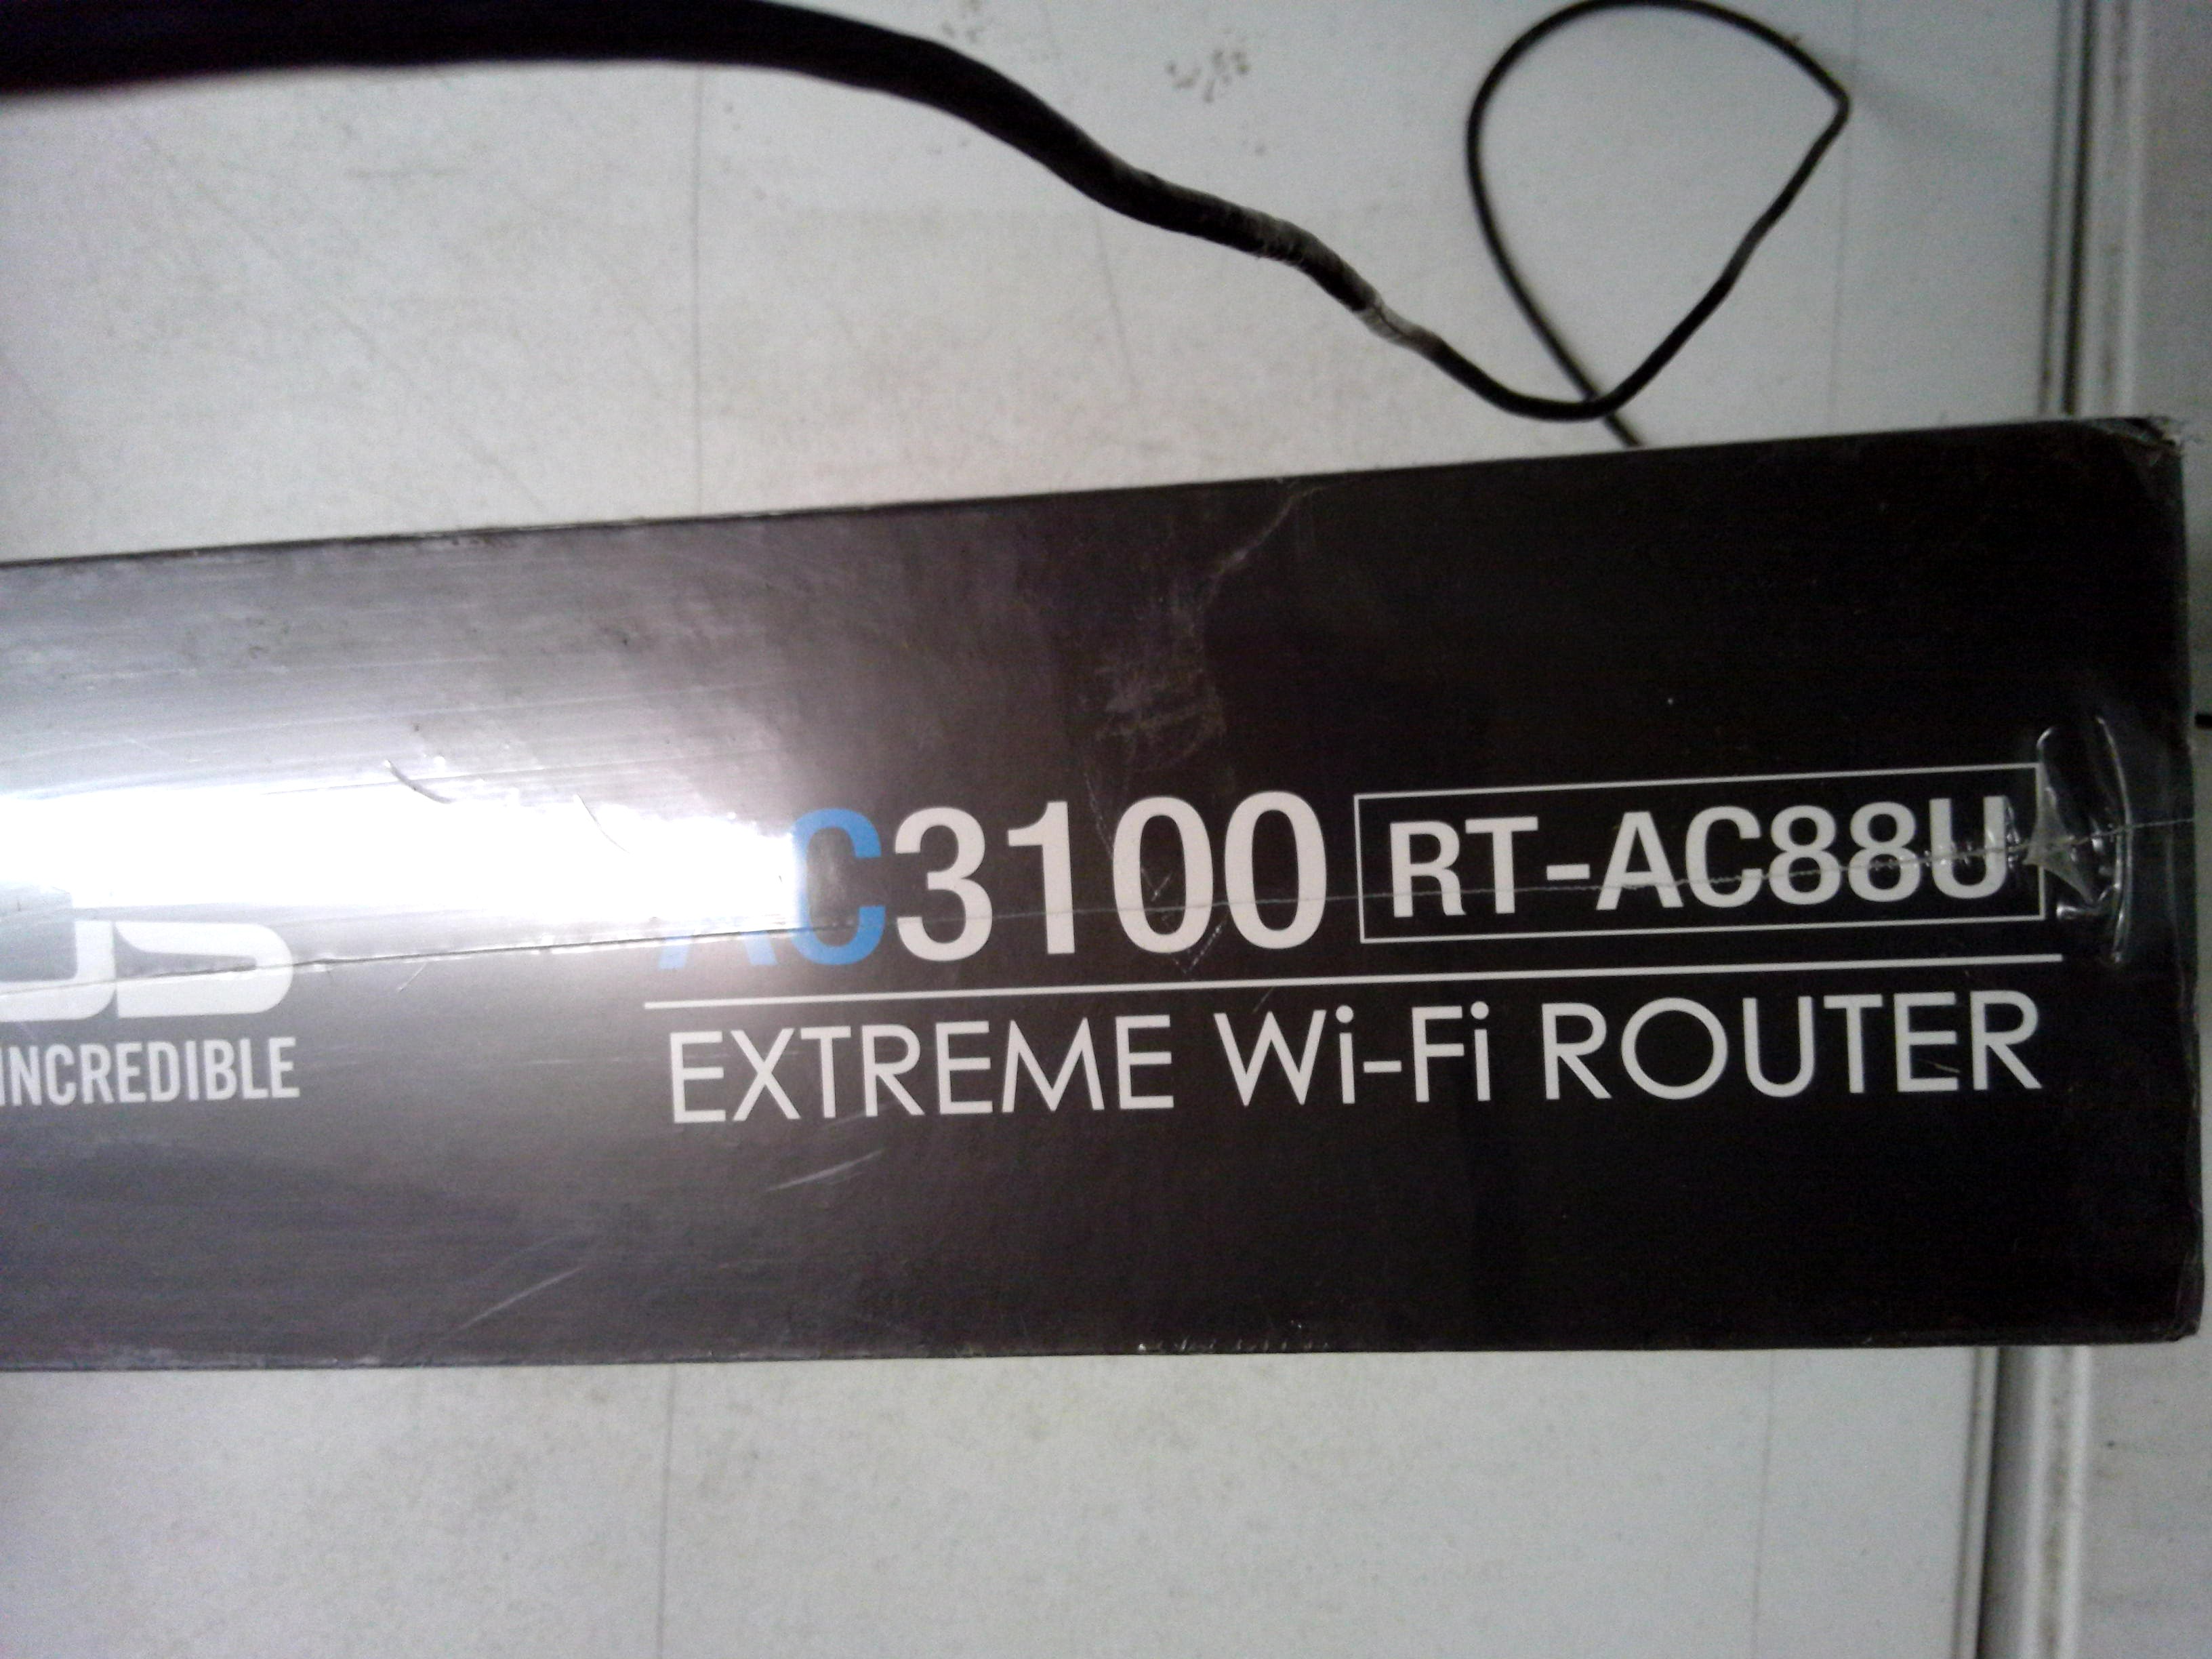 AC3100 RT-AC88U
INCREDIBLE
EXTREME Wi-Fi ROUTER